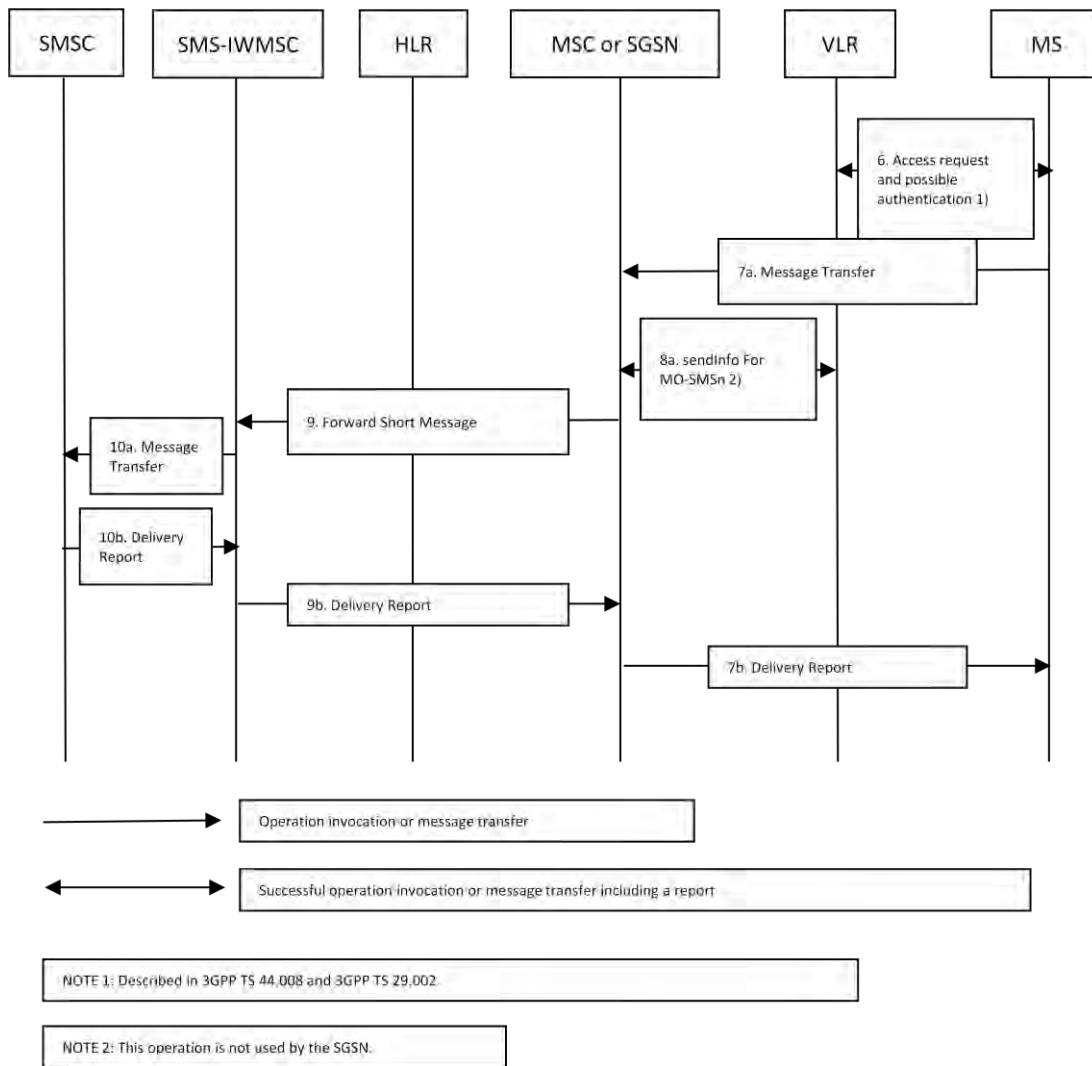 SMSC
SMS-IWMSC
HLR
MSC or SGSN
VLR
MS
6. Access request
and possible
authentication 1)
7a. Message Transfer
8a. sendInfo For
MO-SMSn 2)
9. Forward Short Message
10a. Message
Transfer
10b. Delivery
Report
9b. Delivery Report
7b. Delivery Report
Operation invocation or message transfer
Successful operation invocation or message transfer including a report
NOTE 1: Described in 3GPP TS 44,008 and 3GPP TS 29,002
NOTE 2: This operation is not used by the SGSN.